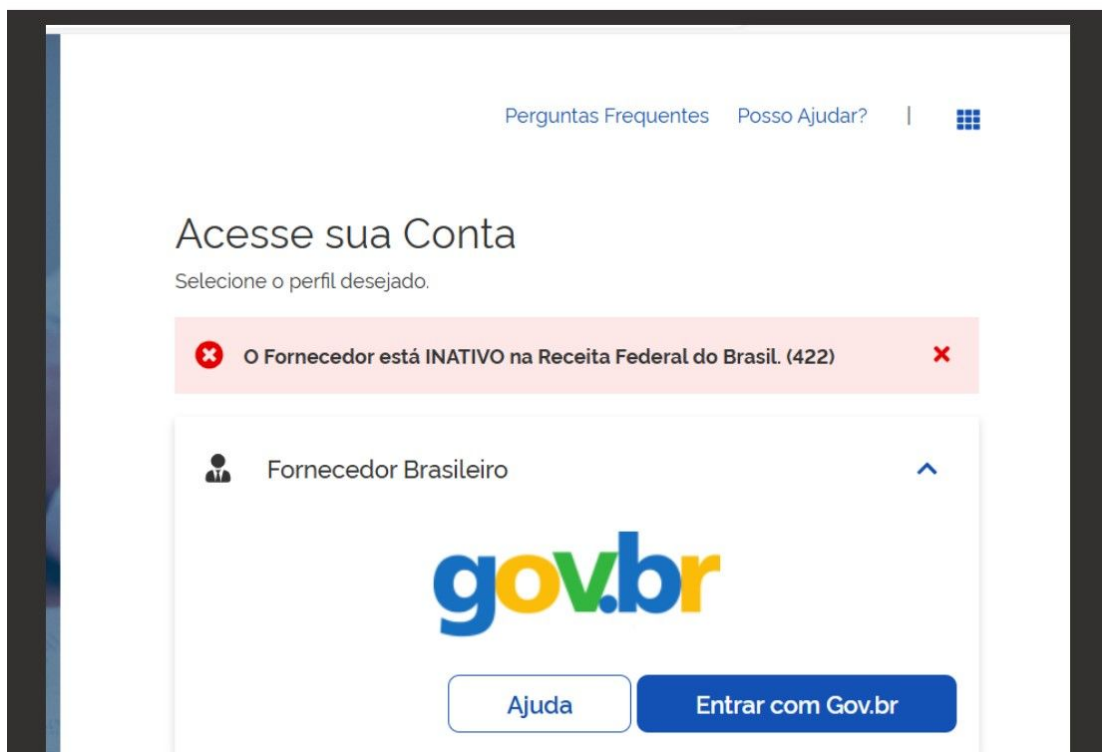 Perguntas Frequentes Posso Ajudar? |
Acesse sua Conta
Selecione o perfil desejado.
O Fornecedor está INATIVO na Receita Federal do Brasil. (422)
Fornecedor Brasileiro
gov.br
Ajuda Entrar com Gov.br